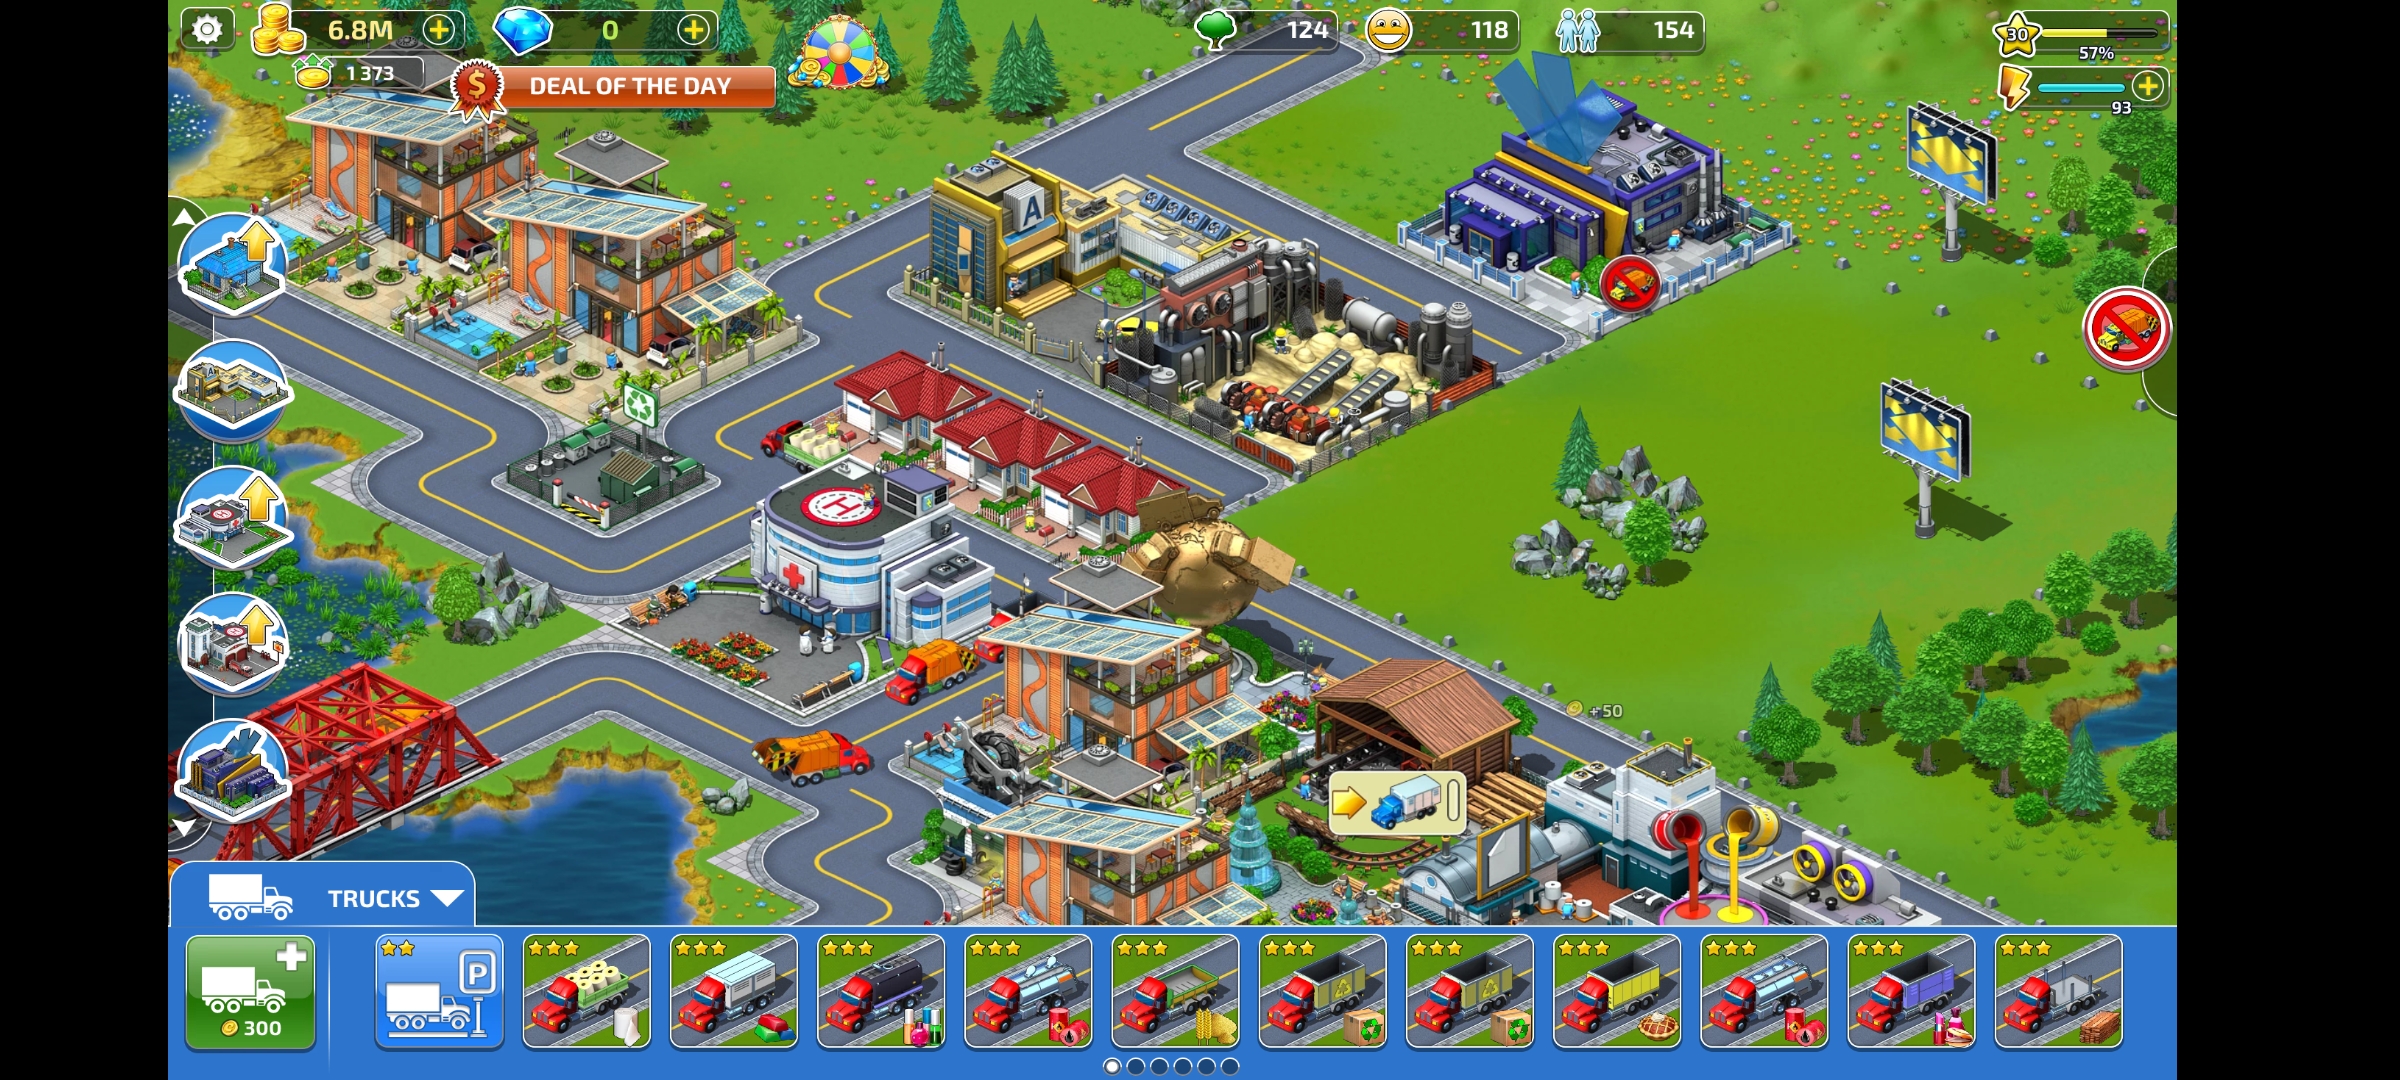 6.8M
0
124
118
154
30
57%
1 373
DEAL OF THE DAY
93
A
H
+50
TRUCKS
P
300